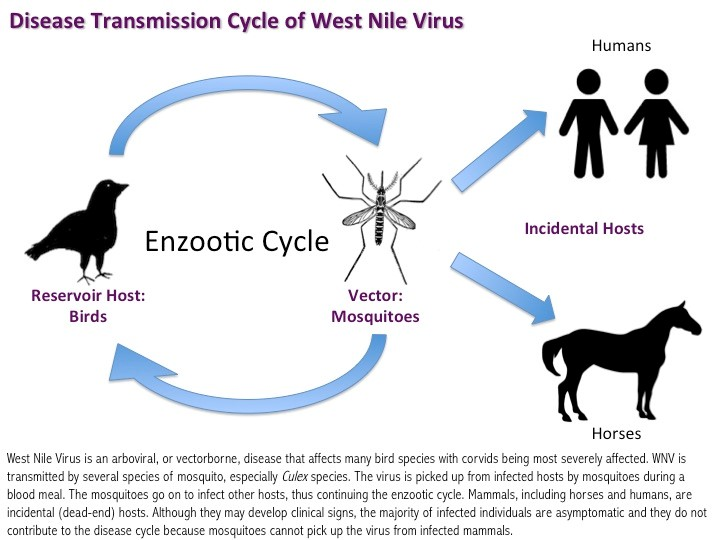 Disease Transmission Cycle of West Nile Virus
Humans
Enzootic Cycle
Incidental Hosts
Reservoir Host:
Birds
Vector:
Mosquitoes
Horses
West Nile Virus is an arboviral, or vectorborne, disease that affects many bird species with corvids being most severely affected. WNV is
transmitted by several species of mosquito, especially Culex species. The virus is picked up from infected hosts by mosquitoes during a
blood meal. The mosquitoes go on to infect other hosts, thus continuing the enzootic cycle. Mammals, including horses and humans, are
incidental (dead-end) hosts. Although they may develop clinical signs, the majority of infected individuals are asymptomatic and they do not
contribute to the disease cycle because mosquitoes cannot pick up the virus from infected mammals.